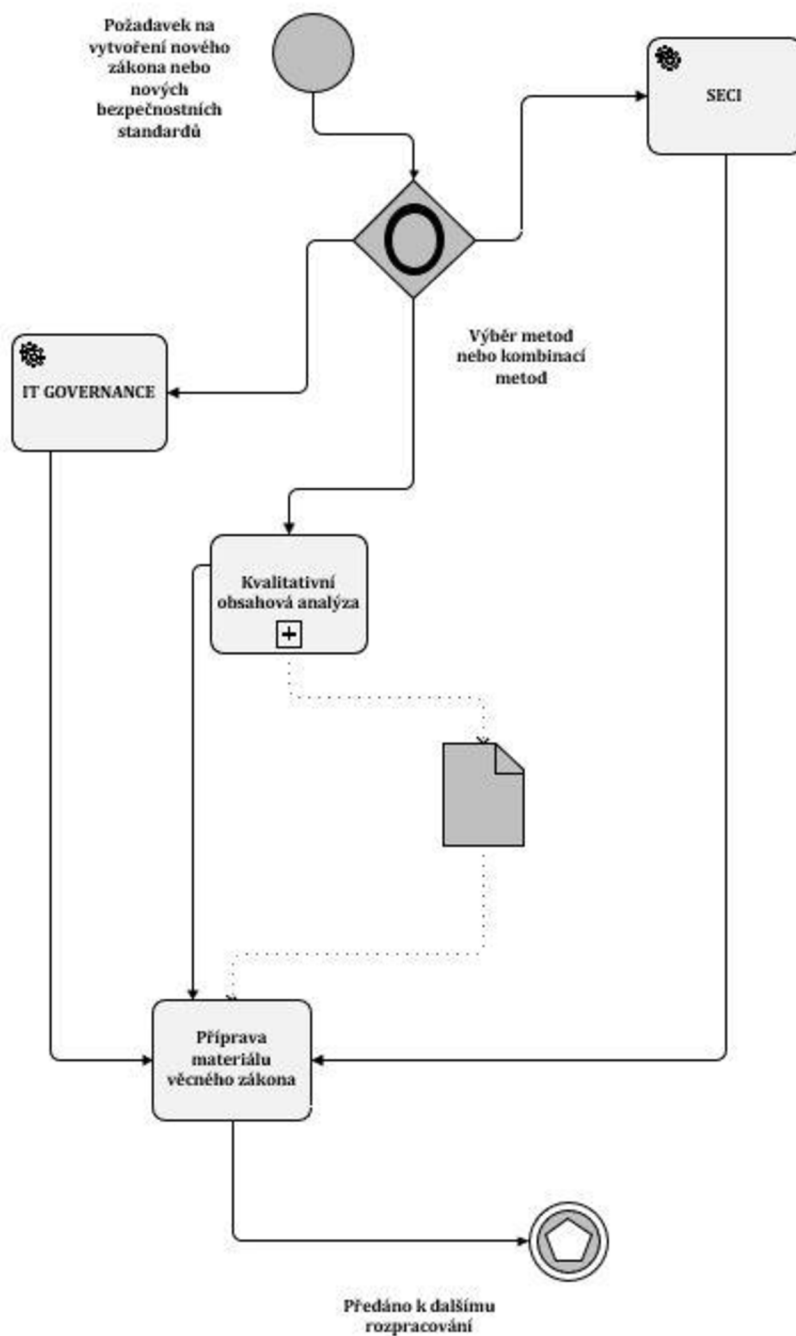 Požadavek na
vytvoření nového
zákona nebo
nových
bezpečnostních
standardů
SECI
Výběr metod
nebo kombinací
metod
IT GOVERNANCE
Kvalitativní
obsahová analýza
Příprava
materiálu
věcného zákona
Předáno k dalšímu
rozpracování